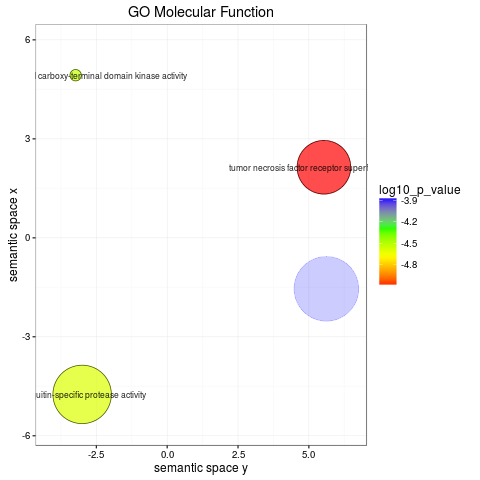 GO Molecular Function
6
3
0
-3
-6
-2.5
0.0
2.5
5.0
semantic space x
semantic space y
carboxy-terminal domain kinase activity
tumor necrosis factor receptor superf
uitin-specific protease activity
log10_p_value
-3.9
-4.2
-4.5
-4.8